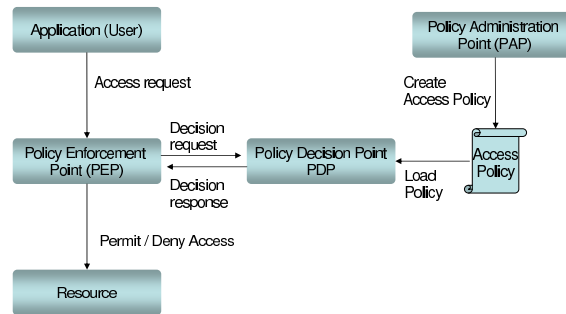 Application (User)
Policy Administration
Point (PAP)
Access request
Create
Access Policy
Decision
request
Policy Enforcement
Point (PEP)
Policy Decision Point
PDP
Access
Policy
Decision
response
Load
Policy
Permit / Deny Access
Resource